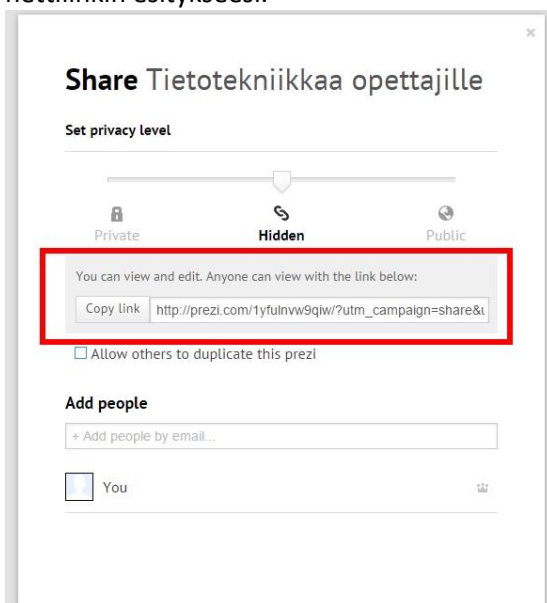 nettilinkin esitykseesi.
×
Share Tietotekniikkaa opettajille
Set privacy level
Private Hidden Public
You can view and edit. Anyone can view with the link below:
Copy link http://prezi.com/1yfulnvw9qiw/?utm_campaign=share&u
Allow others to duplicate this prezi
Add people
+ Add people by email...
You